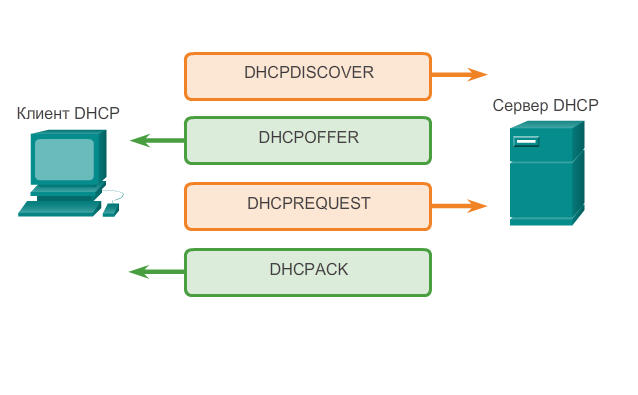 DHCPDISCOVER
Клиент DHCP
Сервер DHCP
DHCPOFFER
DHCPREQUEST
DHCPACK